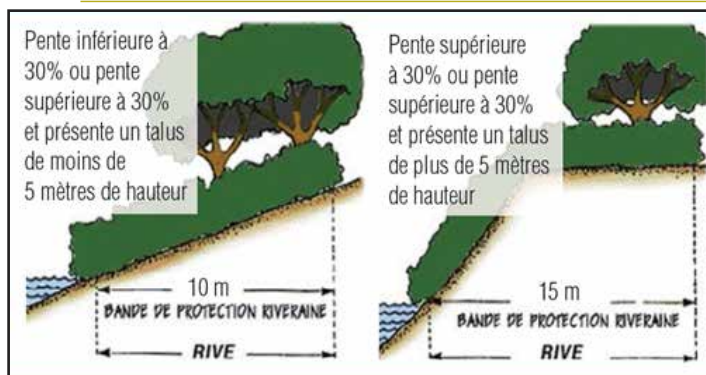 Pente inférieure à
30% ou pente
supérieure à 30%
et présente un talus
de moins de
5 mètres de hauteur
10 m
BANDE DE PROTECTION RIVERAINE
RIVE
Pente supérieure
à 30% ou pente
supérieure à 30%
et présente un talus
de plus de 5 mètres
de hauteur
15 m
BANDE DE PROTECTION RIVERAINE
RIVE